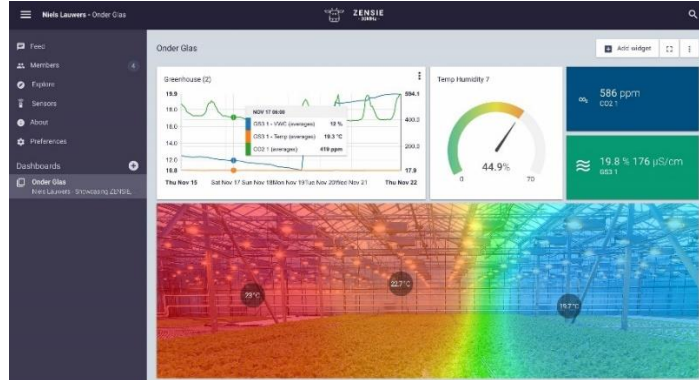 Niels Lauwers - Onder Glas
ZENSIE
Feed
Members 4
Explore
Sensors
About
Preferences
Dashboards
Onder Glas
Niels Lauwers - Showcasing ZENSIE.
Onder Glas
Add widget
Greenhouse (2)
19.9
18.0
16.0
14.0
12.0
10.8
594.1
400.2
200.3
17.9
NOV 17 06:00
GS3 1 - VWC (averages) 12 %
GS3 1 - Temp (averages) 19.3 °C
CO2 1 (averages) 419 ppm
Thu Nov 15 Sat Nov 17 Sun Nov 18 Mon Nov 19 Tue Nov 20 Wed Nov 21 Thu Nov 22
Temp Humidity 7
44.9%
0 70
586 ppm
CO2 1
19.8 % 176 µS/cm
GS3 1
23°C
22.7°C
19.7°C